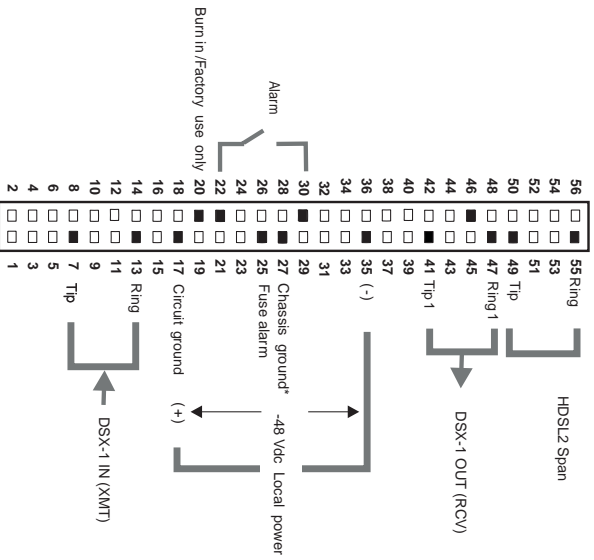 56 55 Ring
54 53
HDSL2 Span
52 51
50 49 Tip
48 47 Ring 1
46 45
DSX-1 OUT (RCV)
44 43
42 41 Tip 1
40 39
38 37
36 35 (-)
34 33
32 31
30 29
Alarm
28 27 Chassis ground*
-48 Vdc Local power
26 25 Fuse alarm
24 23
22 21
Burn in /Factory use only 20 19
18 17 Circuit ground (+)
16 15
14 13 Ring
12 11
DSX-1 IN (XMT)
10 9
8 7 Tip
6 5
4 3
2 1